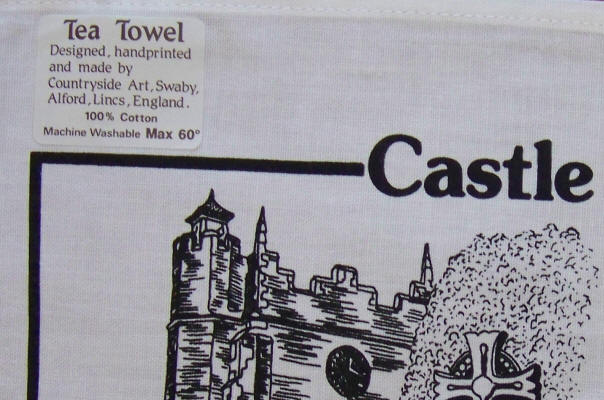 Tea Towel
Designed, handprinted
and made by
Countryside Art, Swaby,
Alford, Lincs, England.
100% Cotton
Machine Washable Max 60°
Castle